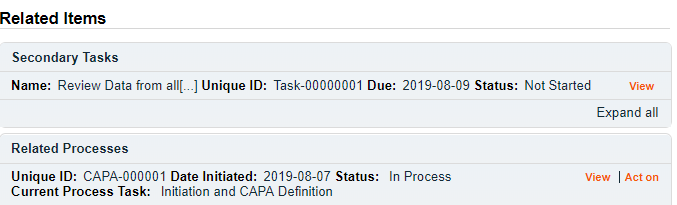 Related Items
Secondary Tasks
Name: Review Data from all[...] Unique ID: Task-00000001 Due: 2019-08-09 Status: Not Started View
Expand all
Related Processes
Unique ID: CAPA-000001 Date Initiated: 2019-08-07 Status: In Process View | Act on
Current Process Task: Initiation and CAPA Definition